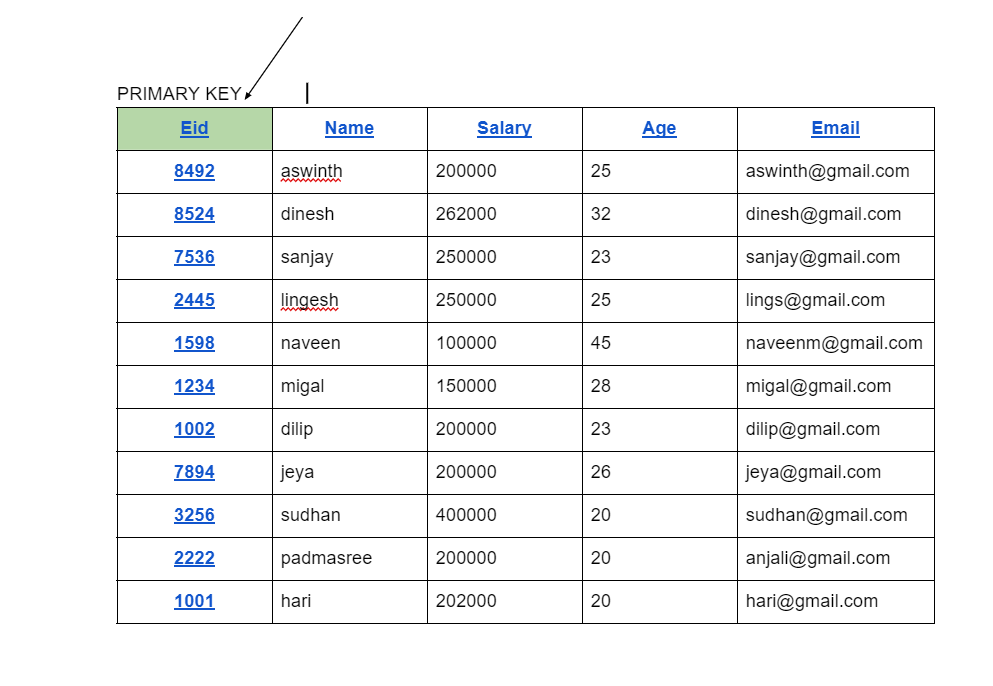 PRIMARY KEY
Eid Name Salary Age Email
8492 aswinth 200000 25 aswinth@gmail.com
8524 dinesh 262000 32 dinesh@gmail.com
7536 sanjay 250000 23 sanjay@gmail.com
2445 lingesh 250000 25 lings@gmail.com
1598 naveen 100000 45 naveenm@gmail.com
1234 migal 150000 28 migal@gmail.com
1002 dilip 200000 23 dilip@gmail.com
7894 jeya 200000 26 jeya@gmail.com
3256 sudhan 400000 20 sudhan@gmail.com
2222 padmasree 200000 20 anjali@gmail.com
1001 hari 202000 20 hari@gmail.com